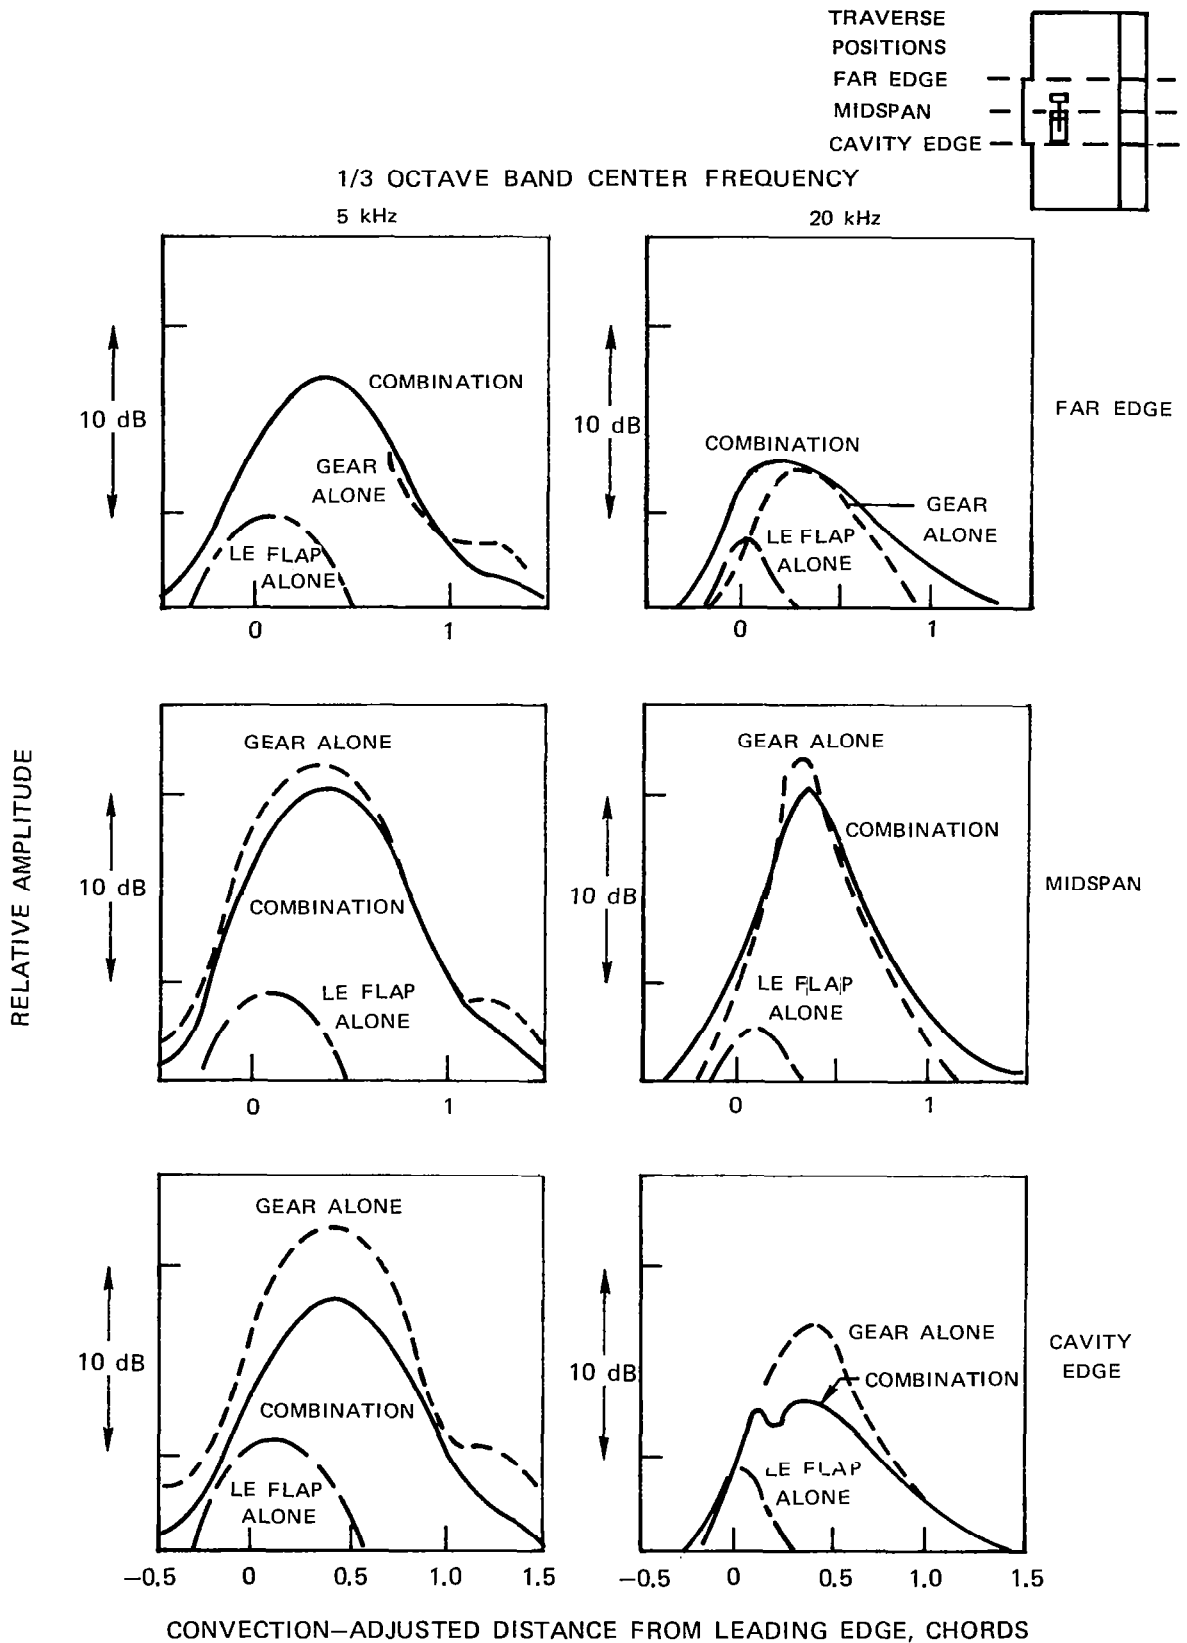 TRAVERSE
POSITIONS
FAR EDGE
MIDSPAN
CAVITY EDGE
1/3 OCTAVE BAND CENTER FREQUENCY
5 kHz
20 kHz
COMBINATION
10 dB
GEAR
ALONE
LE FLAP
ALONE
0
1
COMBINATION
10 dB
GEAR
ALONE
LE FLAP
ALONE
0
1
FAR EDGE
RELATIVE AMPLITUDE
GEAR ALONE
10 dB
COMBINATION
LE FLAP
ALONE
0
1
GEAR ALONE
COMBINATION
10 dB
LE FLAP
ALONE
0
1
MIDSPAN
GEAR ALONE
10 dB
COMBINATION
LE FLAP
ALONE
–0.5 0 0.5 1.0 1.5
GEAR ALONE
10 dB
COMBINATION
LE FLAP
ALONE
–0.5 0 0.5 1.0 1.5
CAVITY
EDGE
CONVECTION–ADJUSTED DISTANCE FROM LEADING EDGE, CHORDS